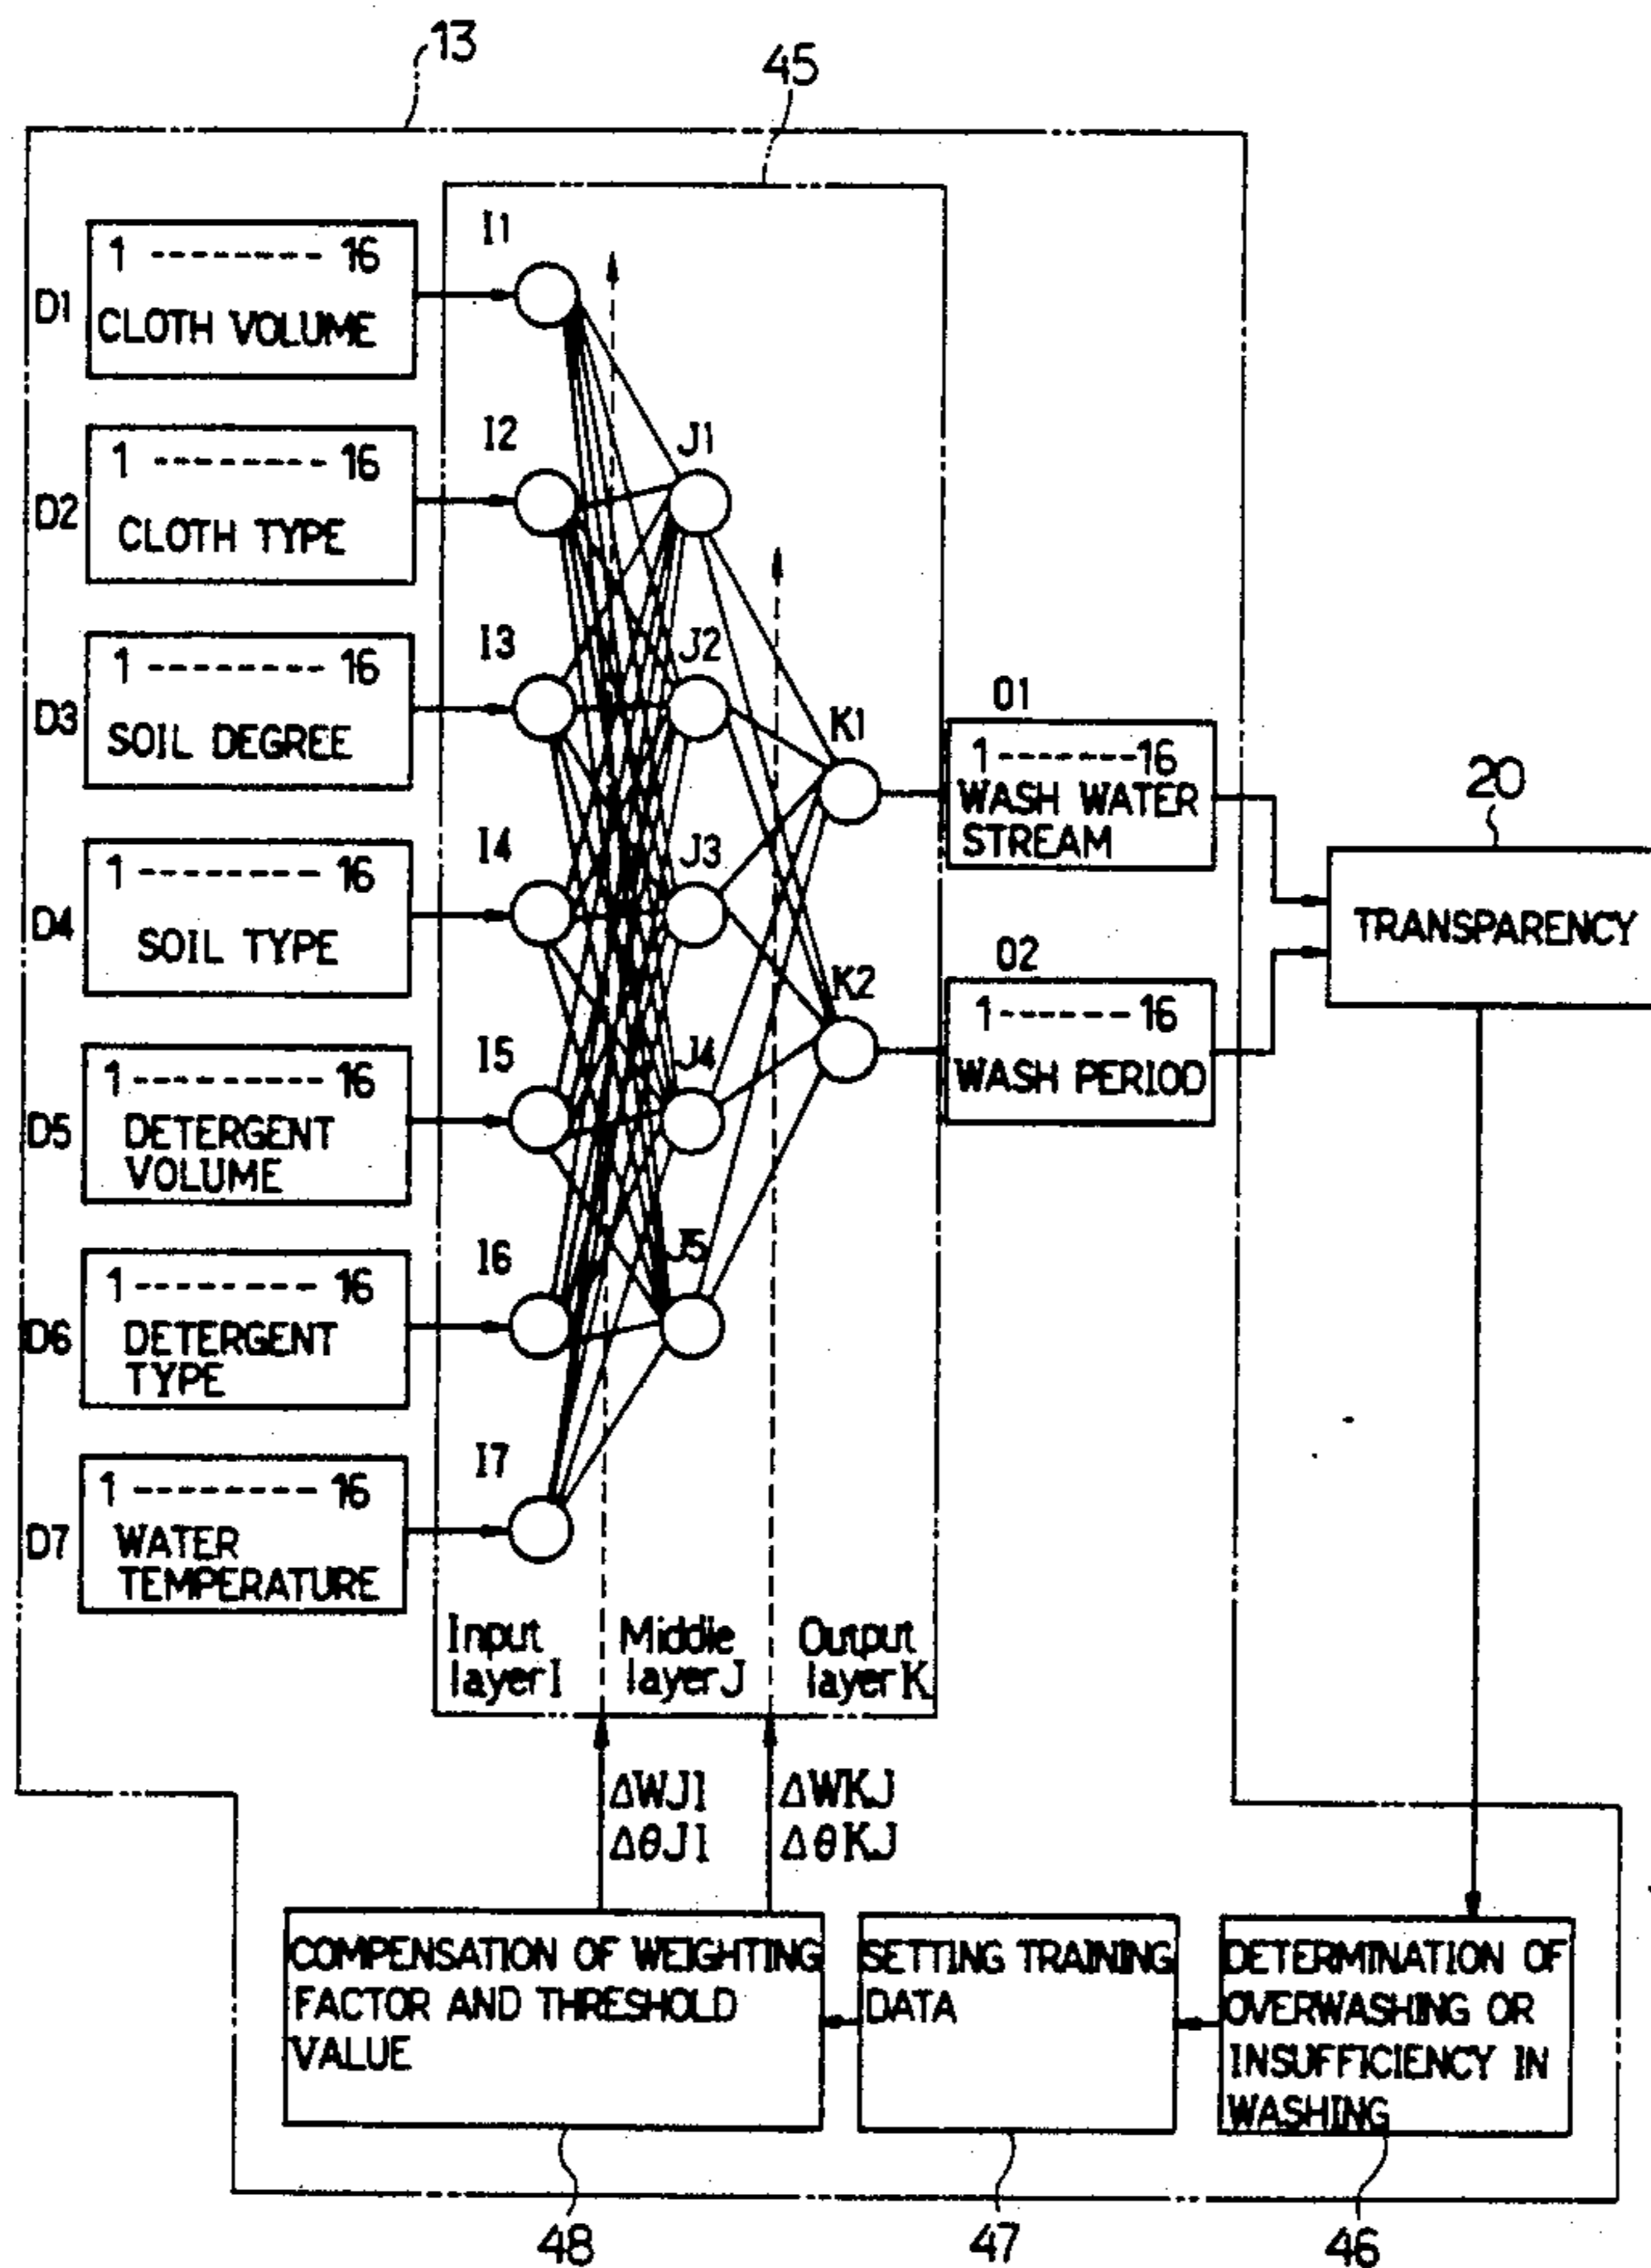 13
45
I1
1 --------- 16
D1
CLOTH VOLUME
I2
J1
1 --------- 16
D2
CLOTH TYPE
I3
J2
1 --------- 16
D3
SOIL DEGREE
K1
O1
1 -------16
WASH WATER
STREAM
20
TRANSPARENCY
I4
J3
1 --------- 16
D4
SOIL TYPE
K2
O2
1 ------- 16
WASH PERIOD
I5
J4
1 --------- 16
D5
DETERGENT
VOLUME
I6
J5
1 --------- 16
D6
DETERGENT
TYPE
I7
1 --------- 16
D7
WATER
TEMPERATURE
Input
layer I
Middle
layer J
Output
layer K
ΔWJI
ΔθJI
ΔWKJ
ΔθKJ
COMPENSATION OF WEIGHTING
FACTOR AND THRESHOLD
VALUE
SETTING TRAINING
DATA
DETERMINATION OF
OVERWASHING OR
INSUFFICIENCY IN
WASHING
48
47
46